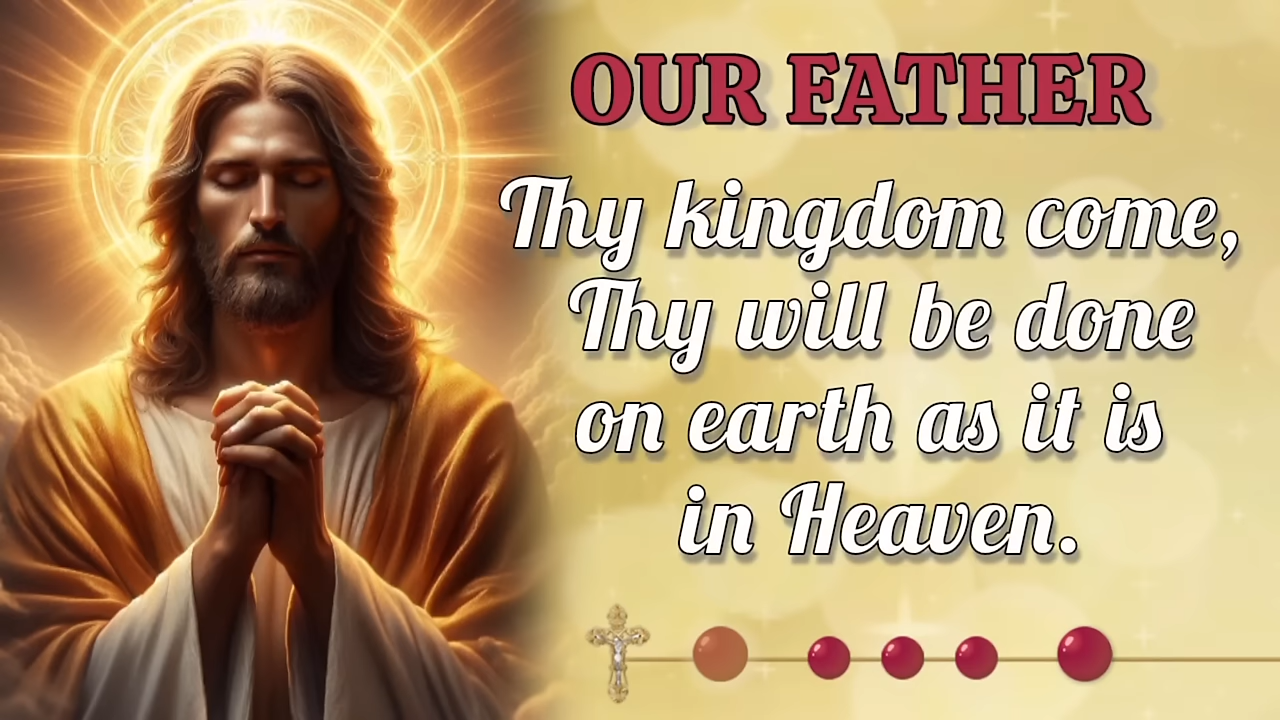 OUR FATHER
Thy kingdom come,
Thy will be done
on earth as it is
in Heaven.